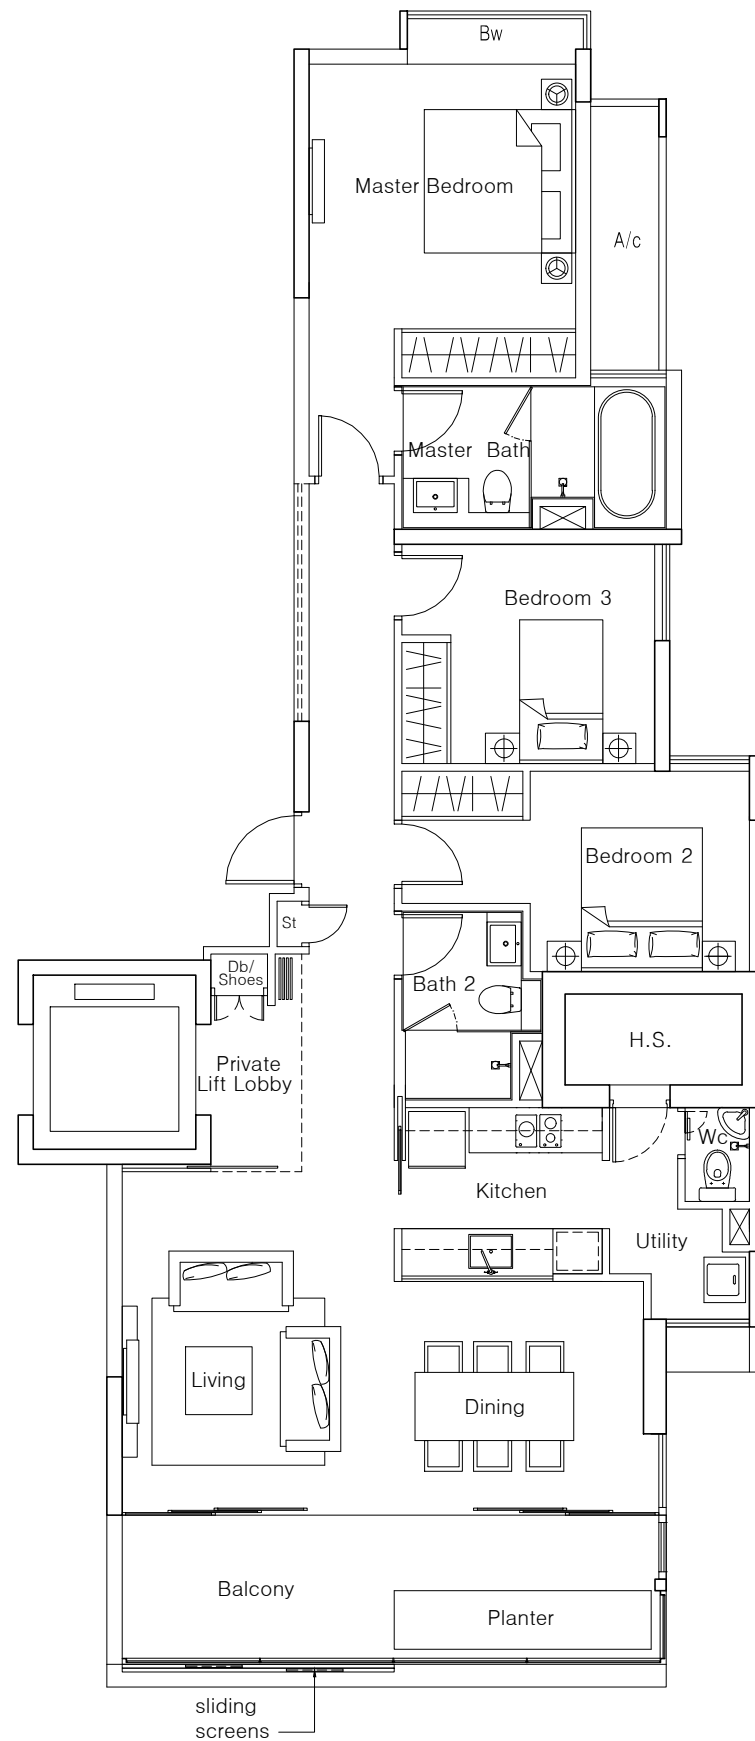 Bw
Master Bedroom
A/c
Master Bath
Bedroom 3
Bedroom 2
St
Db/
Shoes
Bath 2
H.S.
Private
Lift Lobby
Wc
Kitchen
Utility
Living
Dining
Balcony
Planter
sliding
screens